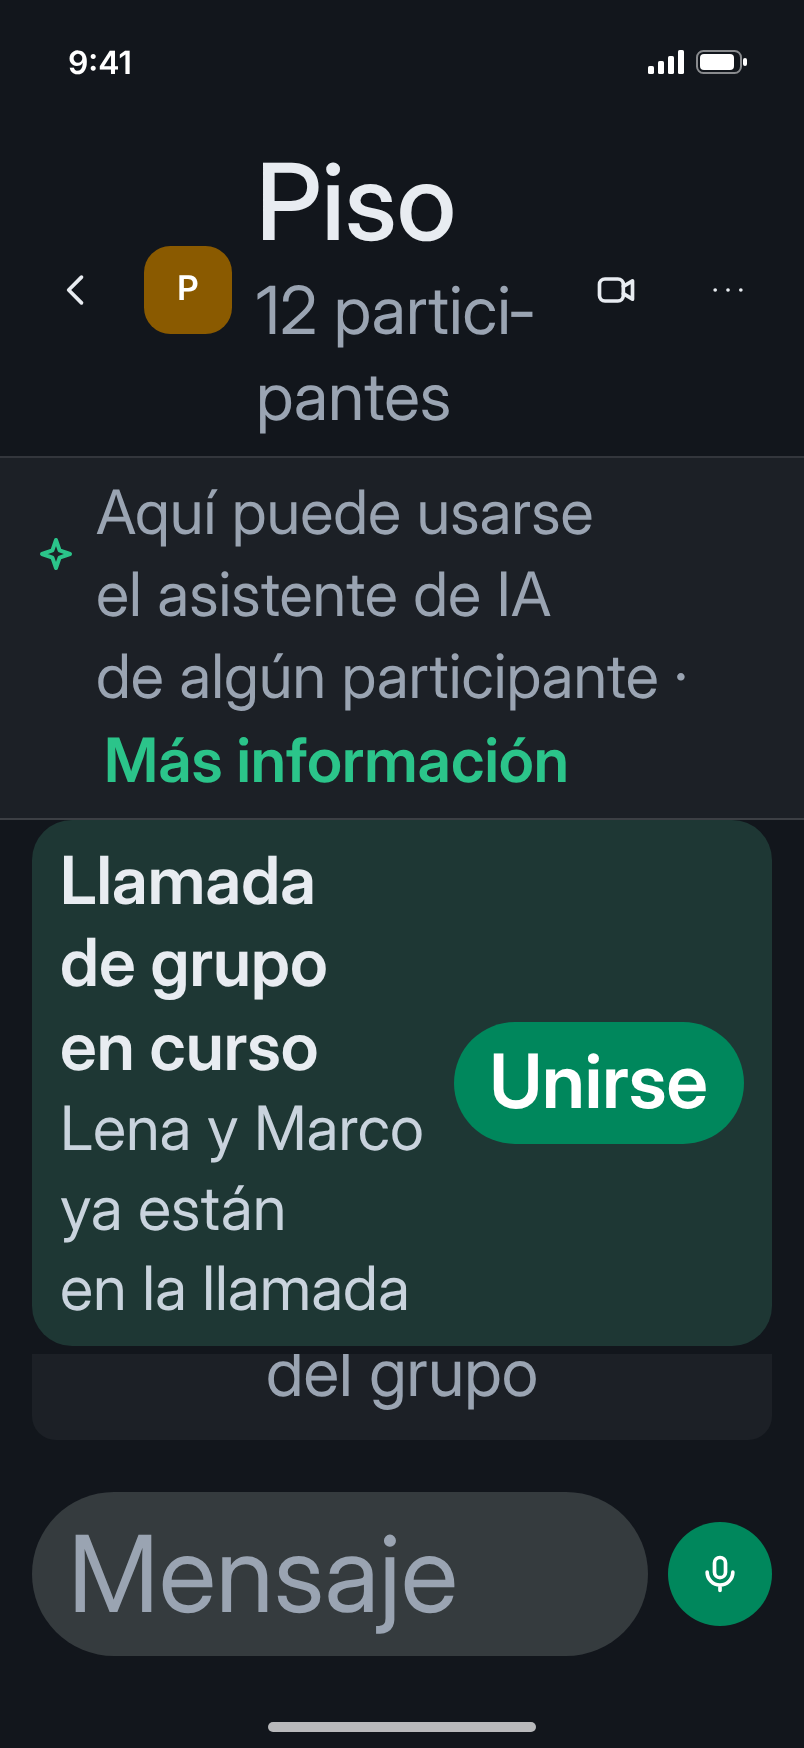 9:41
Piso
P
12 partici-
pantes
Aquí puede usarse
el asistente de IA
de algún participante ·
Más información
Llamada
de grupo
en curso
Lena y Marco
ya están
en la llamada
Unirse
del grupo
Mensaje